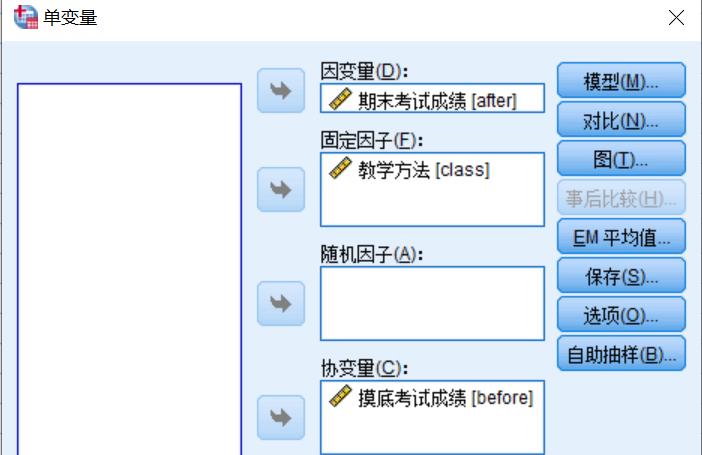 单变量
因变量(D):
期末考试成绩 [after]
固定因子(F):
教学方法 [class]
随机因子(A):
协变量(C):
摸底考试成绩 [before]
模型(M)...
对比(N)...
图(T)...
事后比较(H)...
EM 平均值...
保存(S)...
选项(O)...
自助抽样(B)...